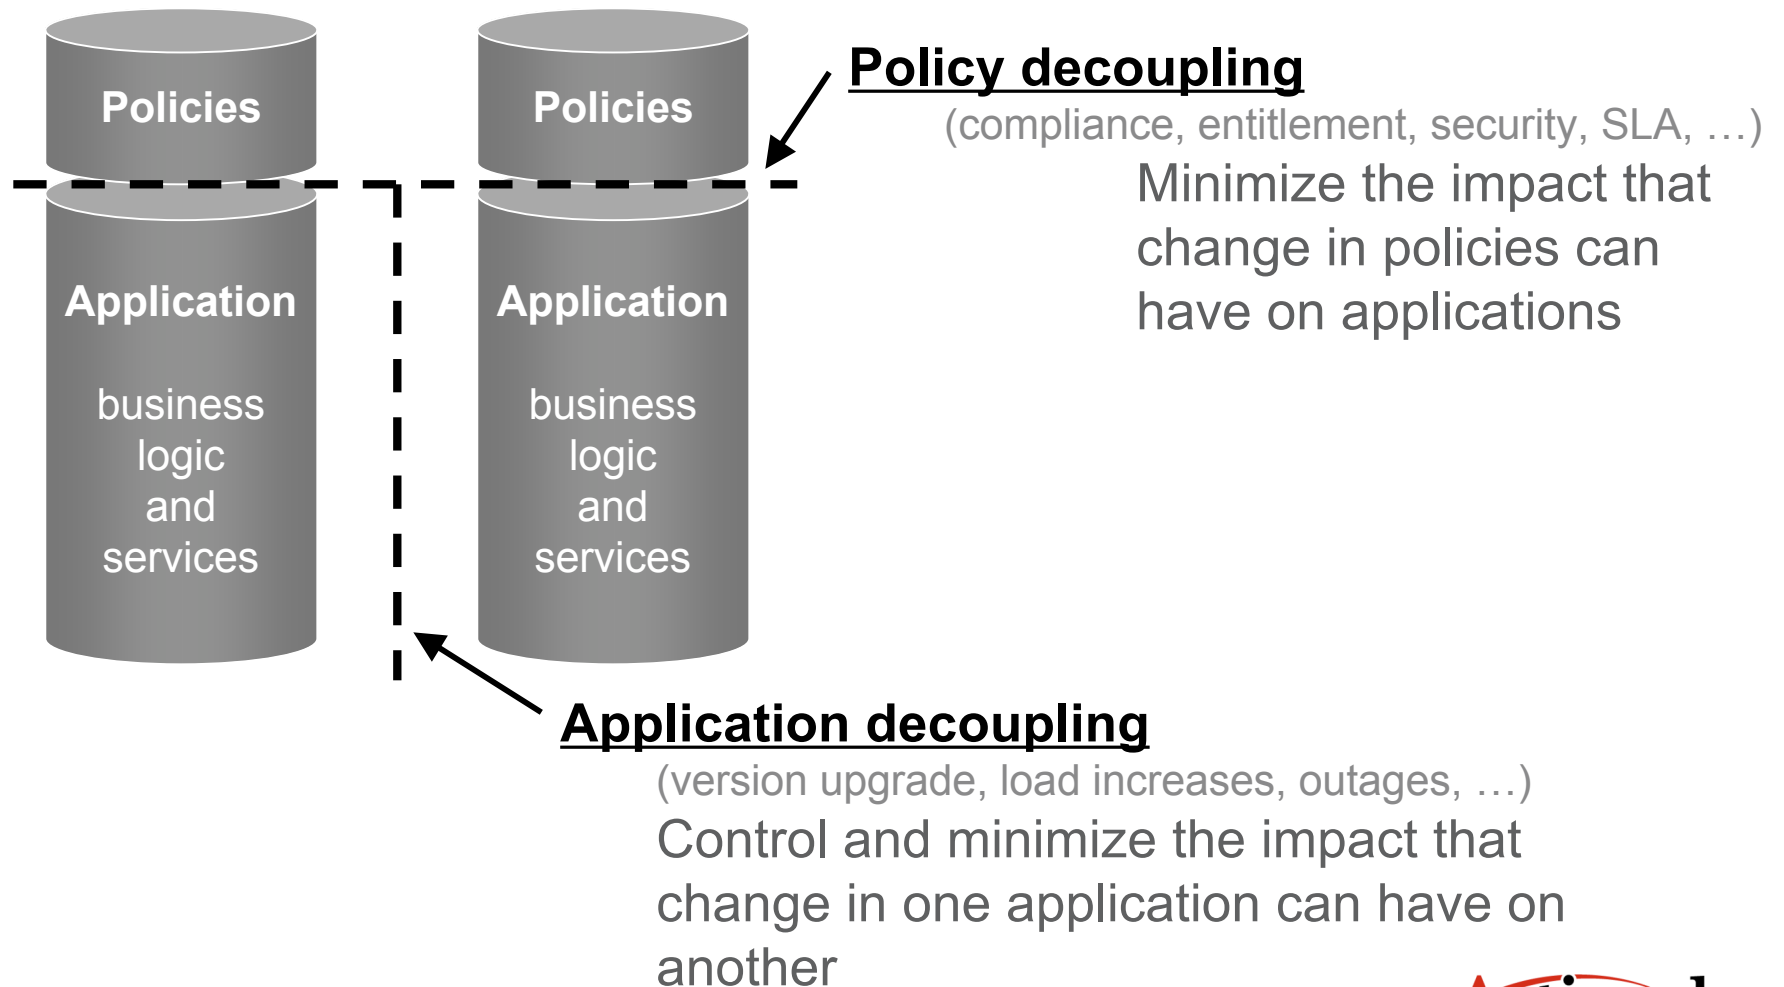 Policies
Application
business
logic
and
services
Policies
Application
business
logic
and
services
Policy decoupling
(compliance, entitlement, security, SLA, …)
Minimize the impact that
change in policies can
have on applications
Application decoupling
(version upgrade, load increases, outages, …)
Control and minimize the impact that
change in one application can have on
another